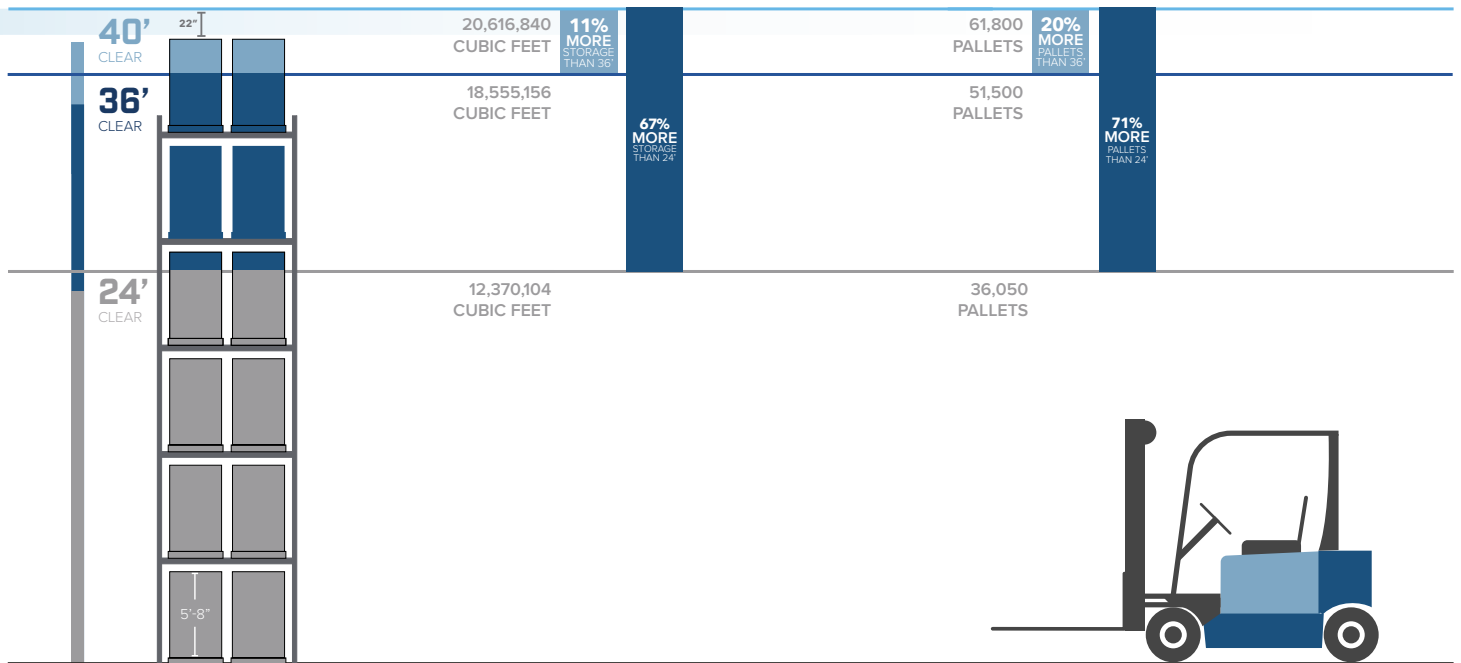 40’
CLEAR
22”
20,616,840
CUBIC FEET
11%
MORE
STORAGE
THAN 36’
61,800
PALLETS
20%
MORE
PALLETS
THAN 36’
36’
CLEAR
18,555,156
CUBIC FEET
67%
MORE
STORAGE
THAN 24’
51,500
PALLETS
71%
MORE
PALLETS
THAN 24’
24’
CLEAR
12,370,104
CUBIC FEET
36,050
PALLETS
5’-8”